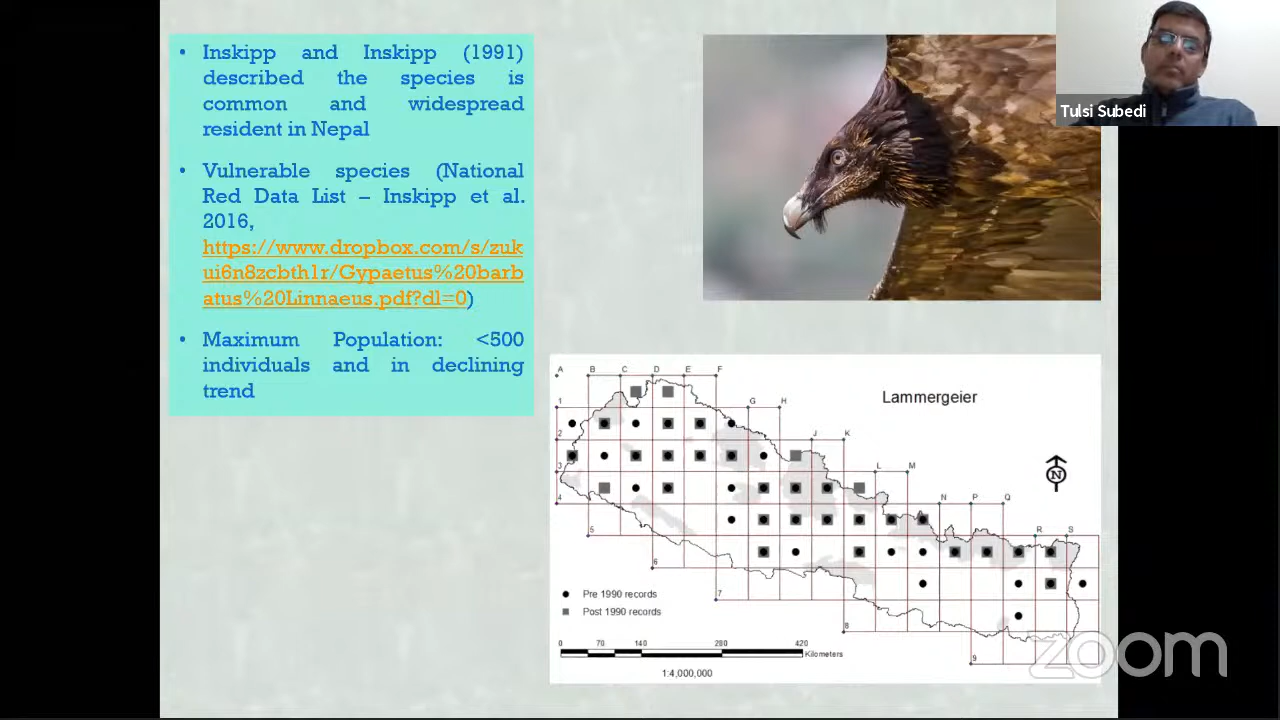 • Inskipp and Inskipp (1991)
described the species is
common and widespread
resident in Nepal
• Vulnerable species (National
Red Data List – Inskipp et al.
2016,
https://www.dropbox.com/s/zuk
ui6n8zcbth1r/Gypaetus%20barb
atus%20Linnaeus.pdf?dl=0)
• Maximum Population: <500
individuals and in declining
trend
Tulsi Subedi
Lammergeier
A B C D E F
G H
J K
L M
N P Q
R S
1
2
3
4
5
6
7
8
9
N
Pre 1990 records
Post 1990 records
0 70 140 280 420
Kilometers
1:4,000,000
zoom